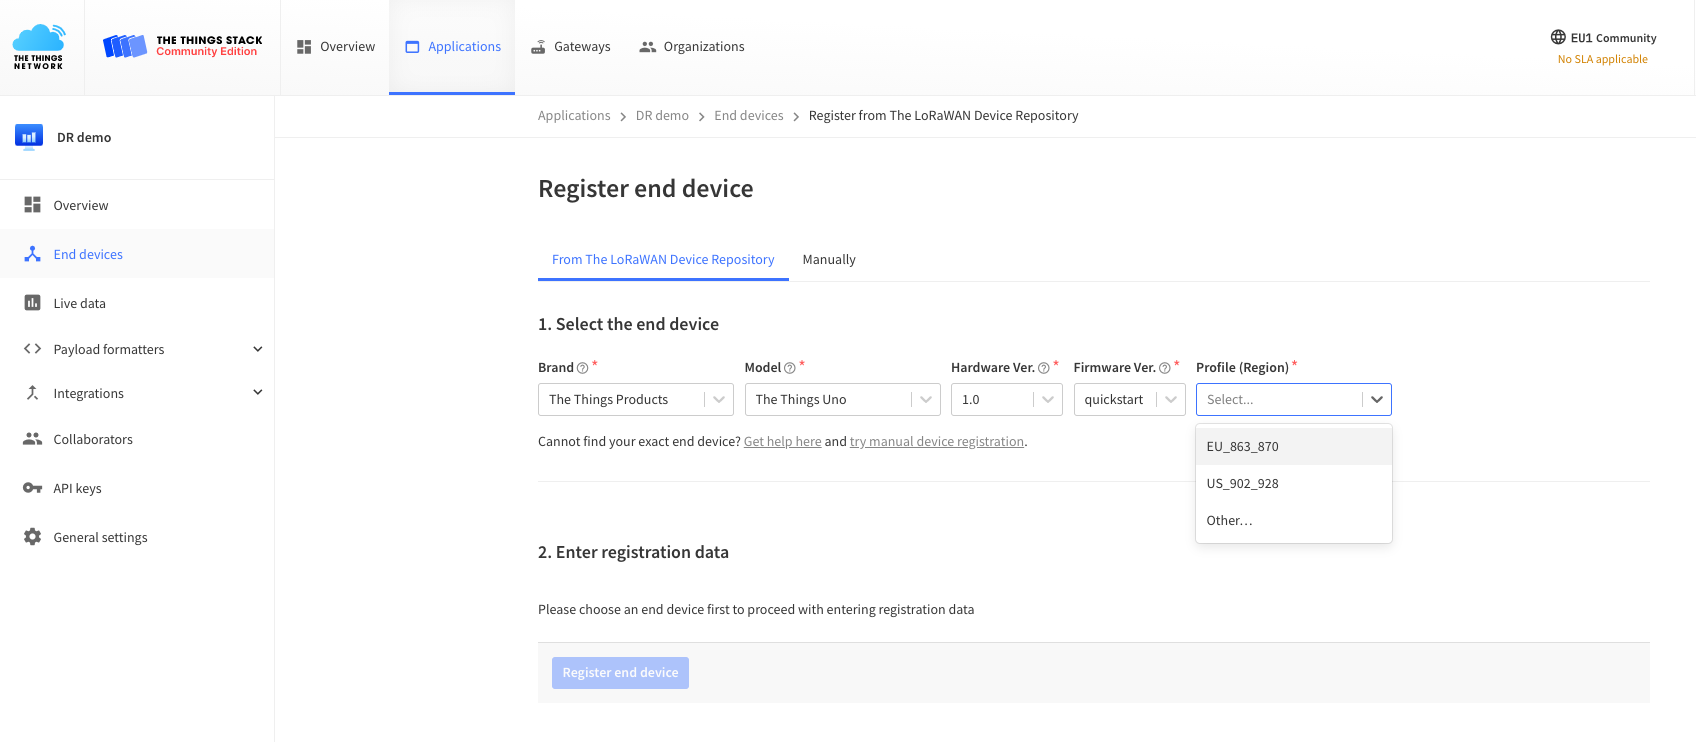 THE THINGS
NETWORK
THE THINGS STACK
Community Edition
Overview
Applications
Gateways
Organizations
EU1 Community
No SLA applicable
DR demo
Overview
End devices
Live data
Payload formatters
Integrations
Collaborators
API keys
General settings
Applications > DR demo > End devices > Register from The LoRaWAN Device Repository
Register end device
From The LoRaWAN Device Repository
Manually
1. Select the end device
Brand ? * Model ? * Hardware Ver. ? * Firmware Ver. ? * Profile (Region) *
The Things Products The Things Uno 1.0 quickstart Select...
Cannot find your exact end device? Get help here and try manual device registration.
EU_863_870
US_902_928
Other…
2. Enter registration data
Please choose an end device first to proceed with entering registration data
Register end device